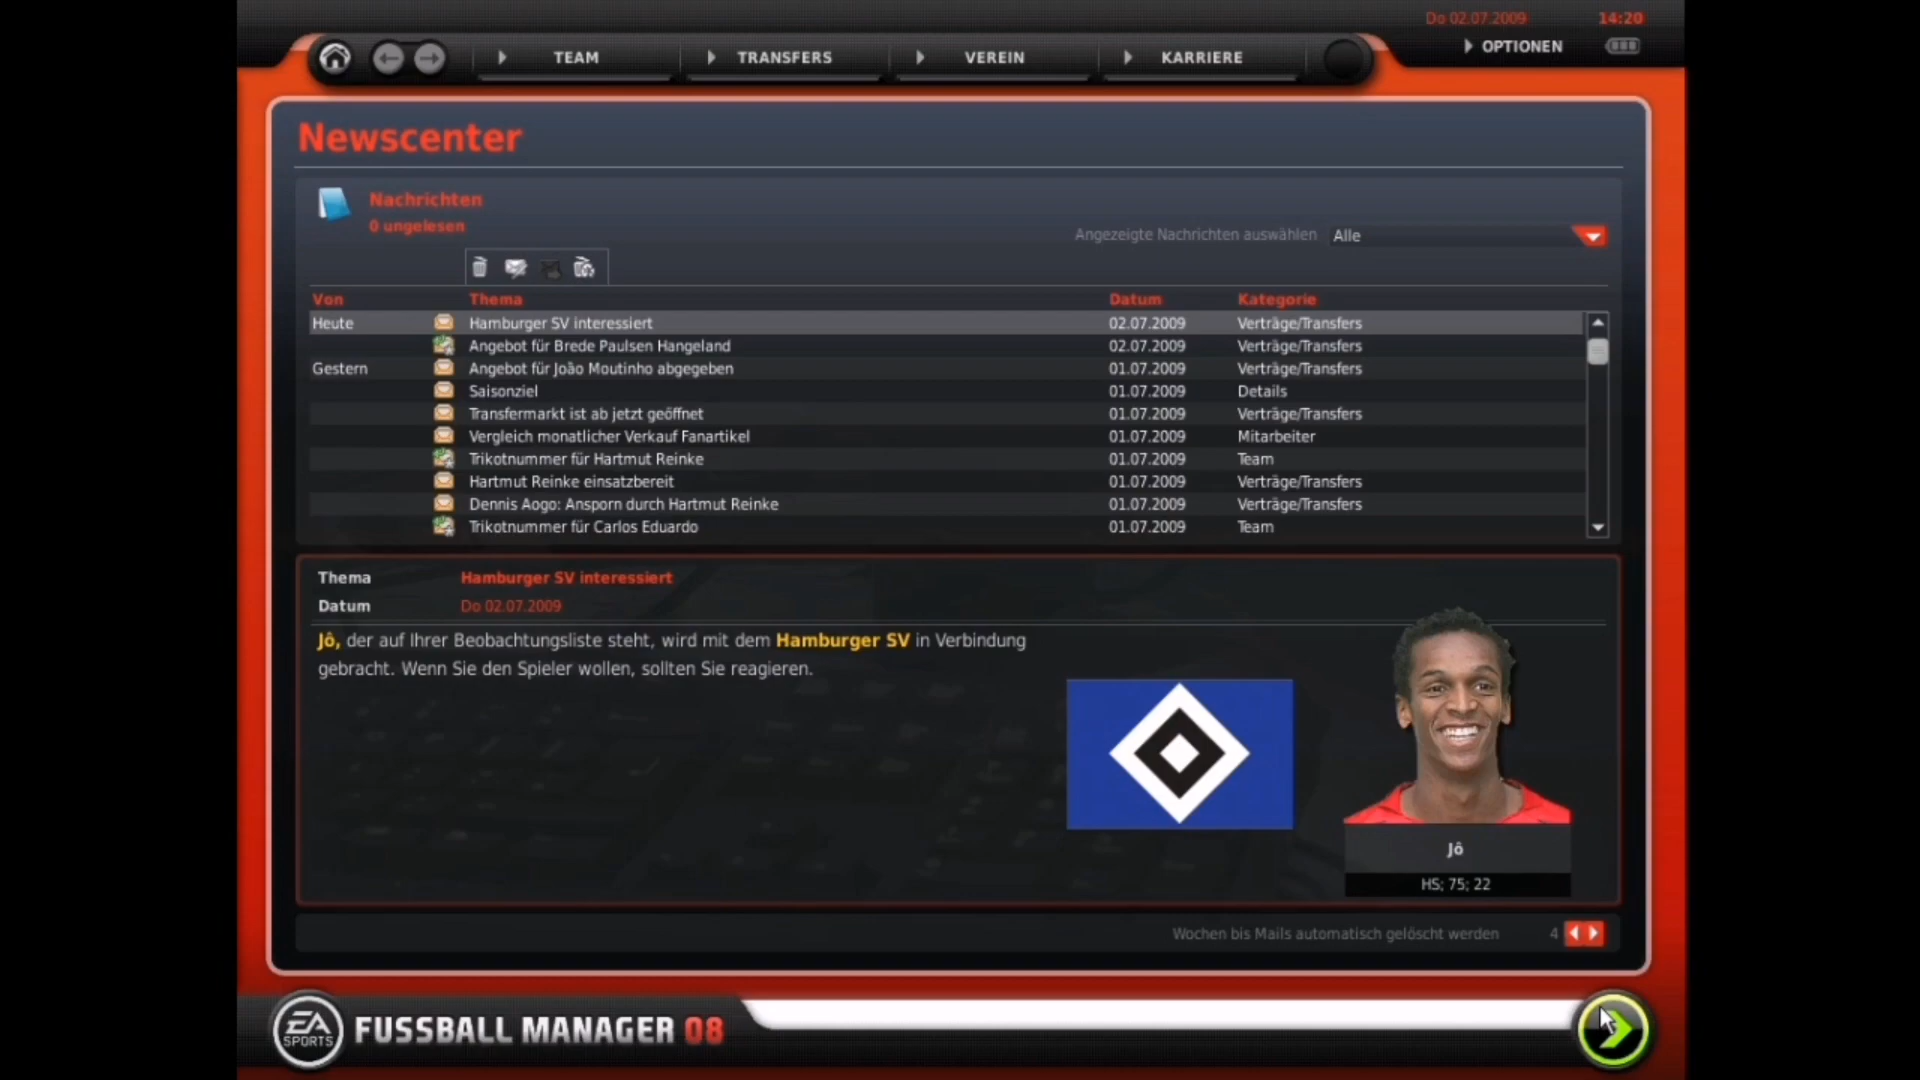 Do 02.07.2009 14:20
TEAM TRANSFERS VEREIN KARRIERE OPTIONEN
Newscenter
Nachrichten
0 ungelesen
Angezeigte Nachrichten auswählen Alle
Von Thema Datum Kategorie
Heute Hamburger SV interessiert 02.07.2009 Verträge/Transfers
Angebot für Brede Paulsen Hangeland 02.07.2009 Verträge/Transfers
Gestern Angebot für João Moutinho abgegeben 01.07.2009 Verträge/Transfers
Saisonziel 01.07.2009 Details
Transfermarkt ist ab jetzt geöffnet 01.07.2009 Verträge/Transfers
Vergleich monatlicher Verkauf Fanartikel 01.07.2009 Mitarbeiter
Trikotnummer für Hartmut Reinke 01.07.2009 Team
Hartmut Reinke einsatzbereit 01.07.2009 Verträge/Transfers
Dennis Aogo: Ansporn durch Hartmut Reinke 01.07.2009 Verträge/Transfers
Trikotnummer für Carlos Eduardo 01.07.2009 Team
Thema Hamburger SV interessiert
Datum Do 02.07.2009
Jô, der auf Ihrer Beobachtungsliste steht, wird mit dem Hamburger SV in Verbindung
gebracht. Wenn Sie den Spieler wollen, sollten Sie reagieren.
Jô
HS; 75; 22
Wochen bis Mails automatisch gelöscht werden 4
EA SPORTS FUSSBALL MANAGER 08